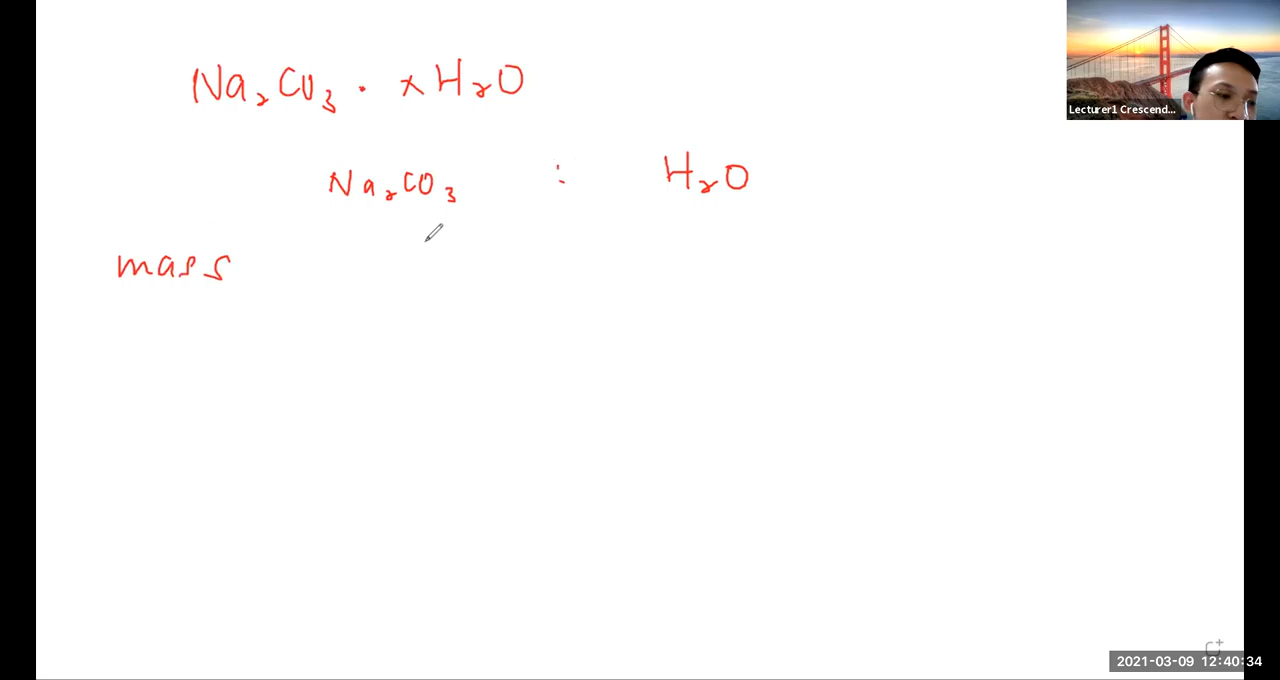 Na₂CO₃ · xH₂O
Lecturer1 Crescend...
Na₂CO₃ : H₂O
mass
2021-03-09 12:40:34